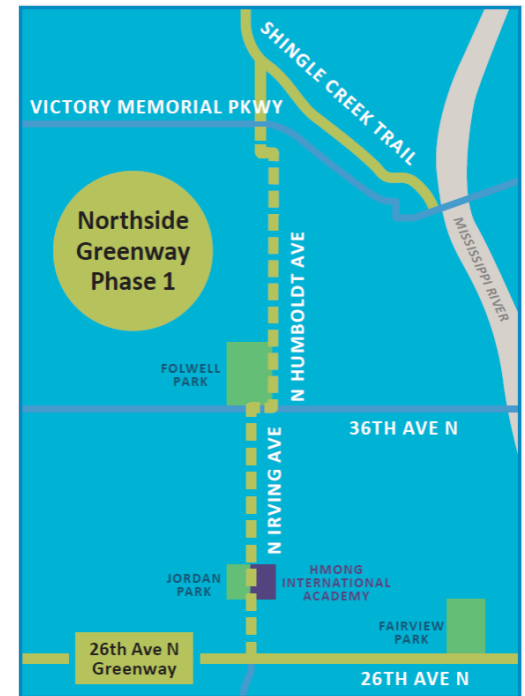 SHINGLE CREEK TRAIL
VICTORY MEMORIAL PKWY
Northside
Greenway
Phase 1
MISSISSIPPI RIVER
N HUMBOLDT AVE
FOLWELL
PARK
36TH AVE N
N IRVING AVE
JORDAN
PARK
HMONG
INTERNATIONAL
ACADEMY
FAIRVIEW
PARK
26th Ave N
Greenway
26TH AVE N